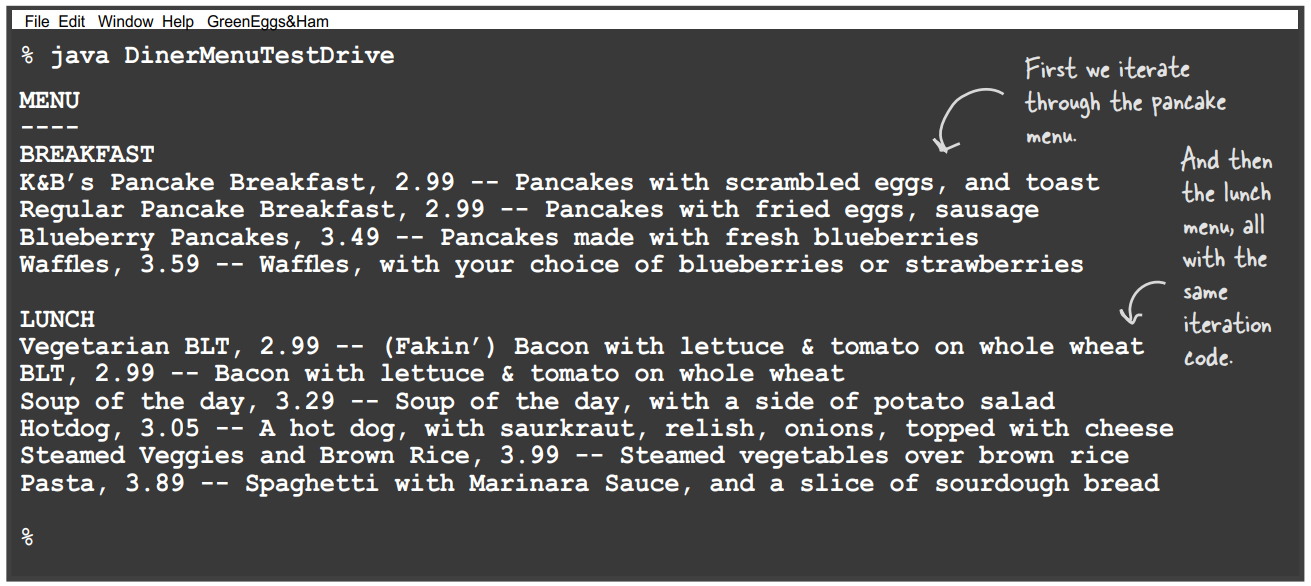 File Edit Window Help GreenEggs&Ham
% java DinerMenuTestDrive
MENU
----
BREAKFAST
K&B’s Pancake Breakfast, 2.99 -- Pancakes with scrambled eggs, and toast
Regular Pancake Breakfast, 2.99 -- Pancakes with fried eggs, sausage
Blueberry Pancakes, 3.49 -- Pancakes made with fresh blueberries
Waffles, 3.59 -- Waffles, with your choice of blueberries or strawberries
LUNCH
Vegetarian BLT, 2.99 -- (Fakin’) Bacon with lettuce & tomato on whole wheat
BLT, 2.99 -- Bacon with lettuce & tomato on whole wheat
Soup of the day, 3.29 -- Soup of the day, with a side of potato salad
Hotdog, 3.05 -- A hot dog, with saurkraut, relish, onions, topped with cheese
Steamed Veggies and Brown Rice, 3.99 -- Steamed vegetables over brown rice
Pasta, 3.89 -- Spaghetti with Marinara Sauce, and a slice of sourdough bread
%
First we iterate
through the pancake
menu.
And then
the lunch
menu, all
with the
same
iteration
code.